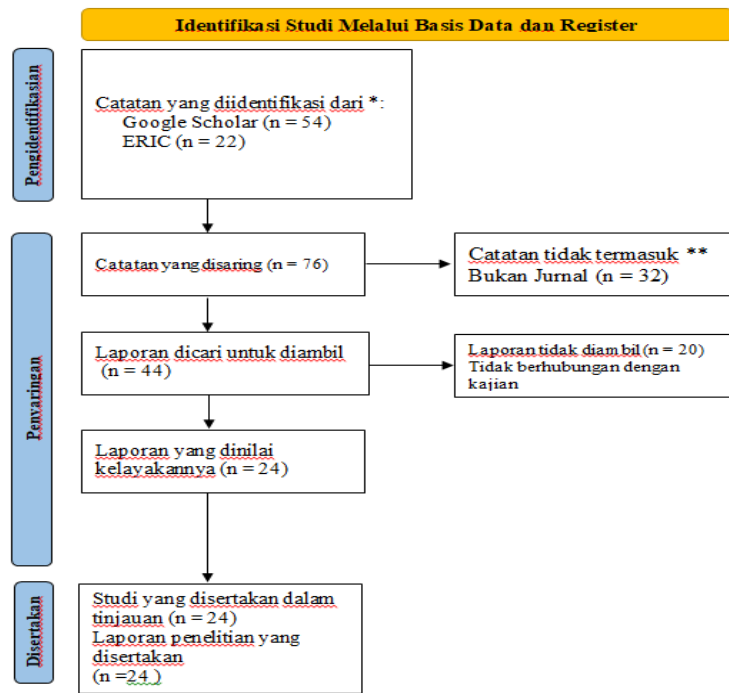 Identifikasi Studi Melalui Basis Data dan Register
Pengidentifikasian
Catatan yang diidentifikasi dari *:
Google Scholar (n = 54)
ERIC (n = 22)
Penyaringan
Catatan yang disaring (n = 76)
Catatan tidak termasuk **
Bukan Jurnal (n = 32)
Laporan dicari untuk diambil
(n = 44)
Laporan tidak diambil (n = 20)
Tidak berhubungan dengan
kajian
Laporan yang dinilai
kelayakannya (n = 24)
Disertakan
Studi yang disertakan dalam
tinjauan (n = 24)
Laporan penelitian yang
disertakan
(n =24 )